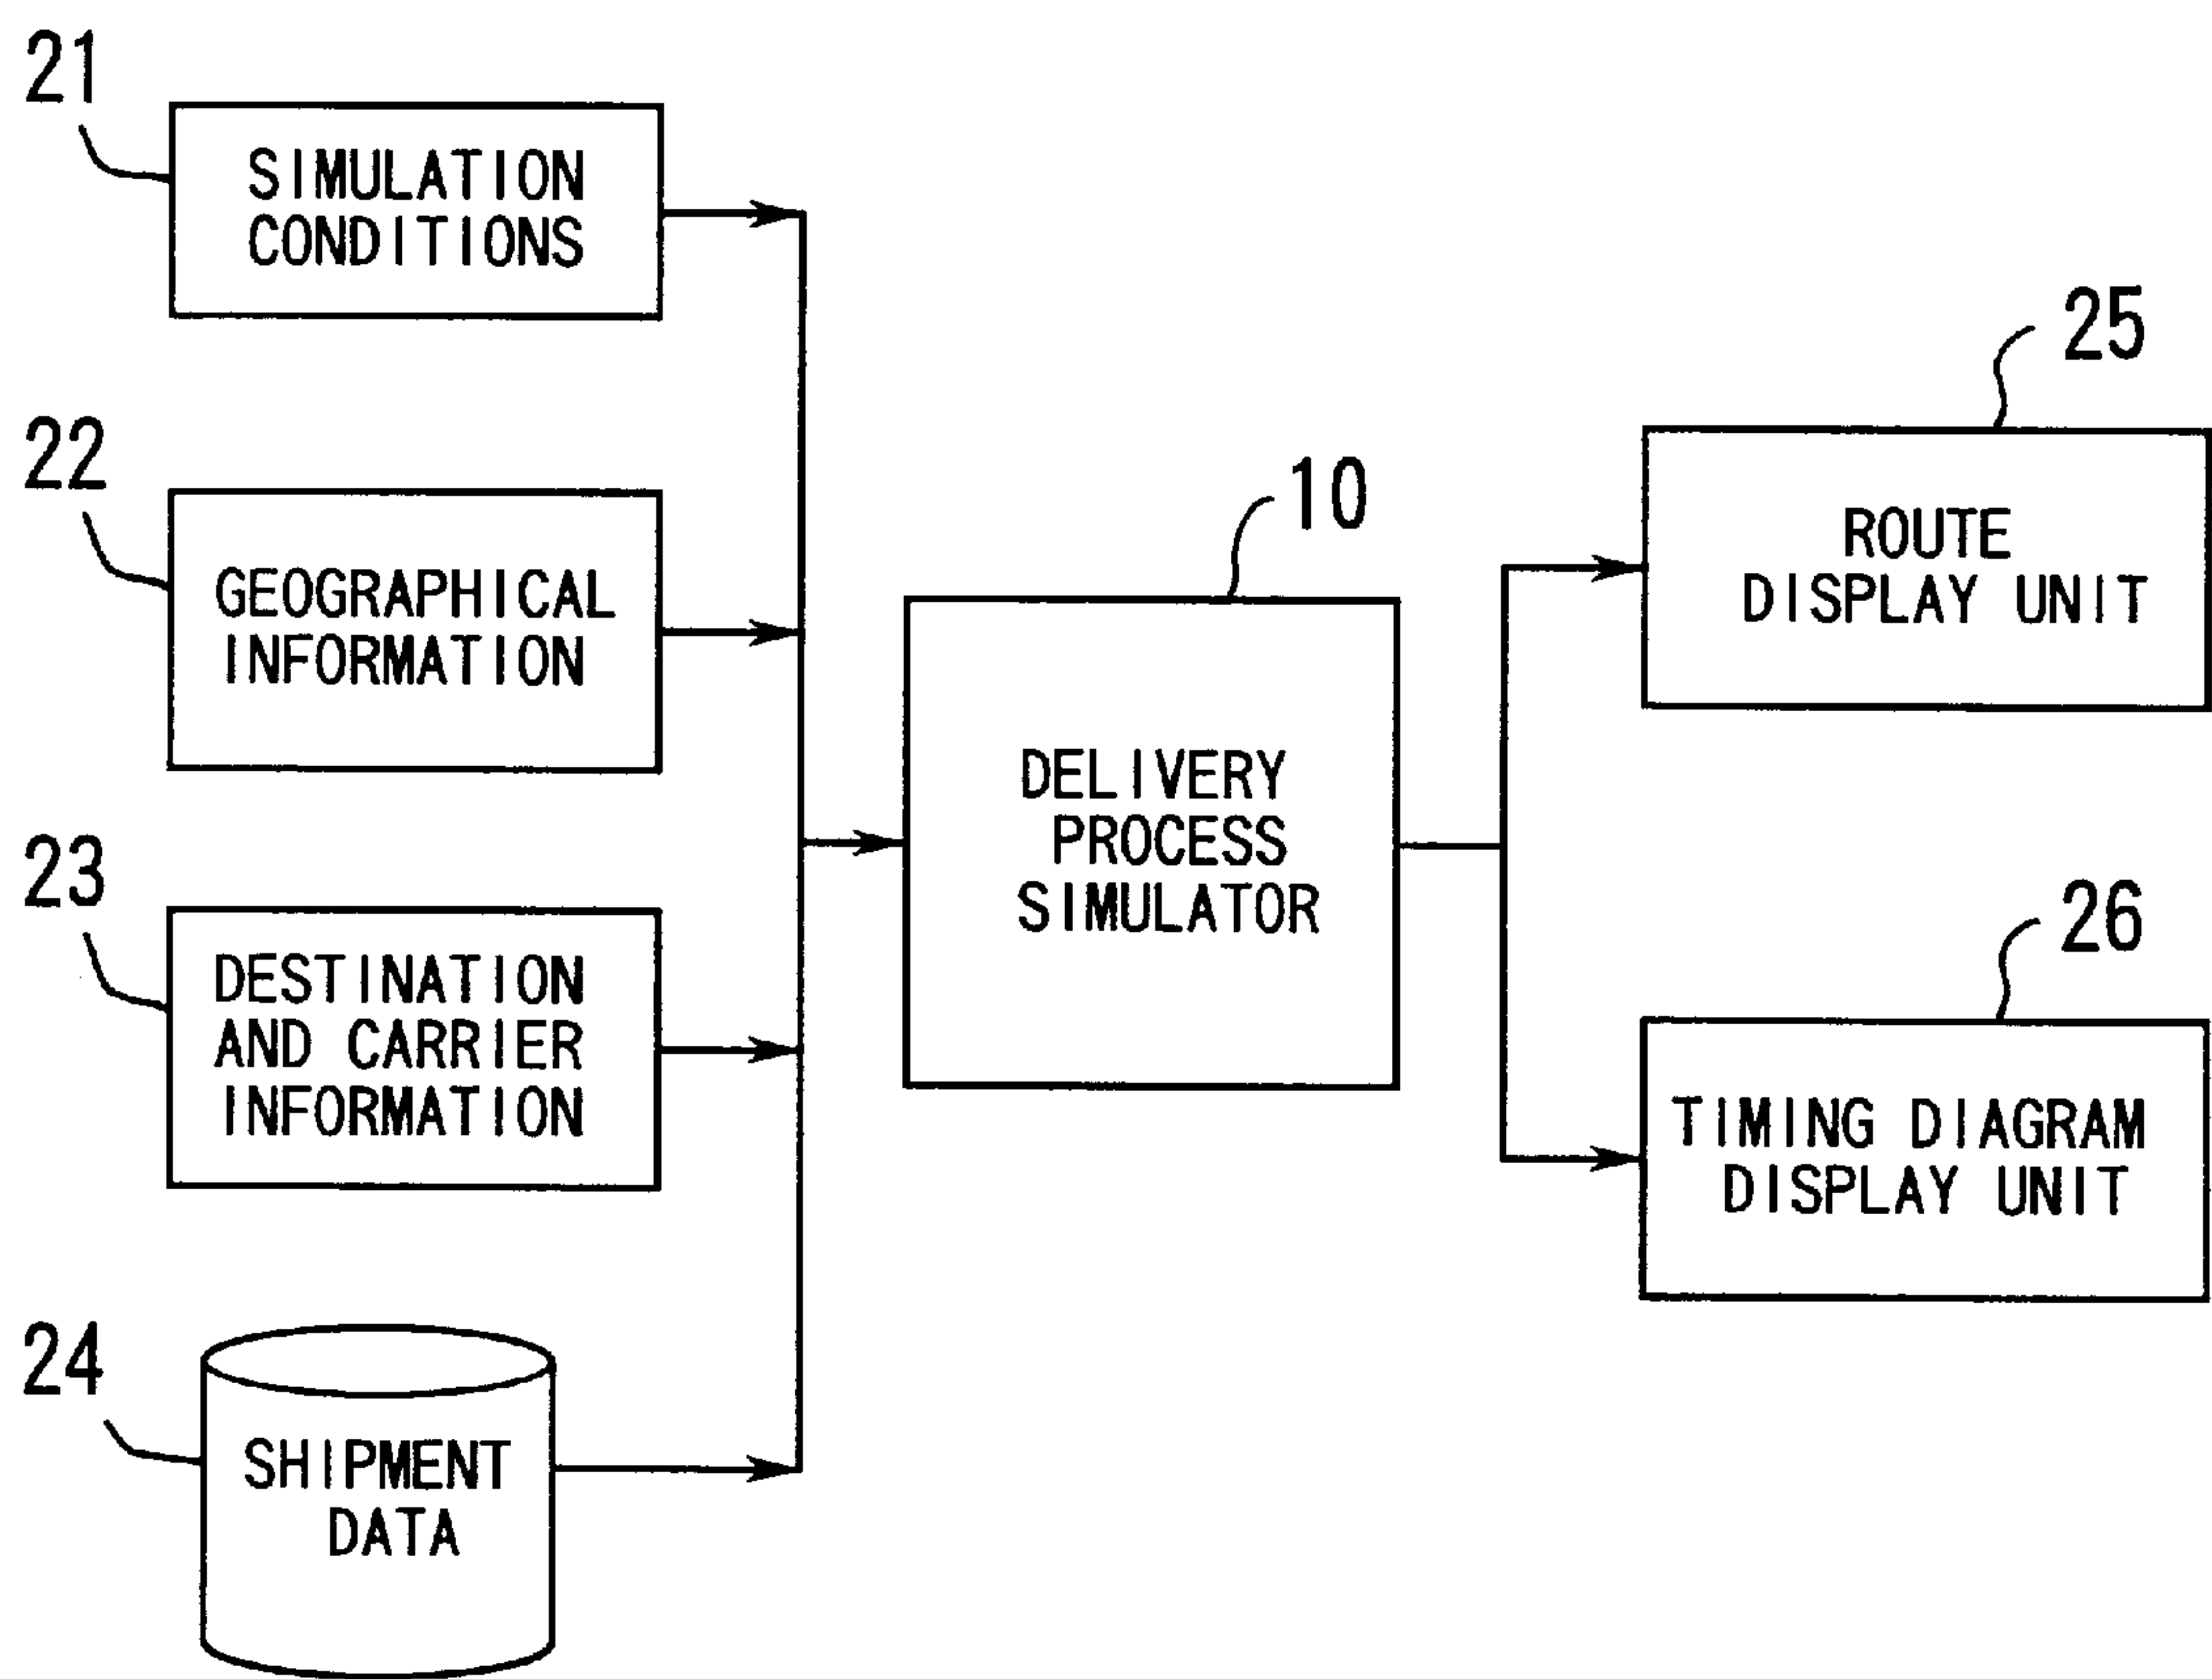 21
SIMULATION
CONDITIONS
22
GEOGRAPHICAL
INFORMATION
23
DESTINATION
AND CARRIER
INFORMATION
24
SHIPMENT
DATA
10
DELIVERY
PROCESS
SIMULATOR
25
ROUTE
DISPLAY UNIT
26
TIMING DIAGRAM
DISPLAY UNIT